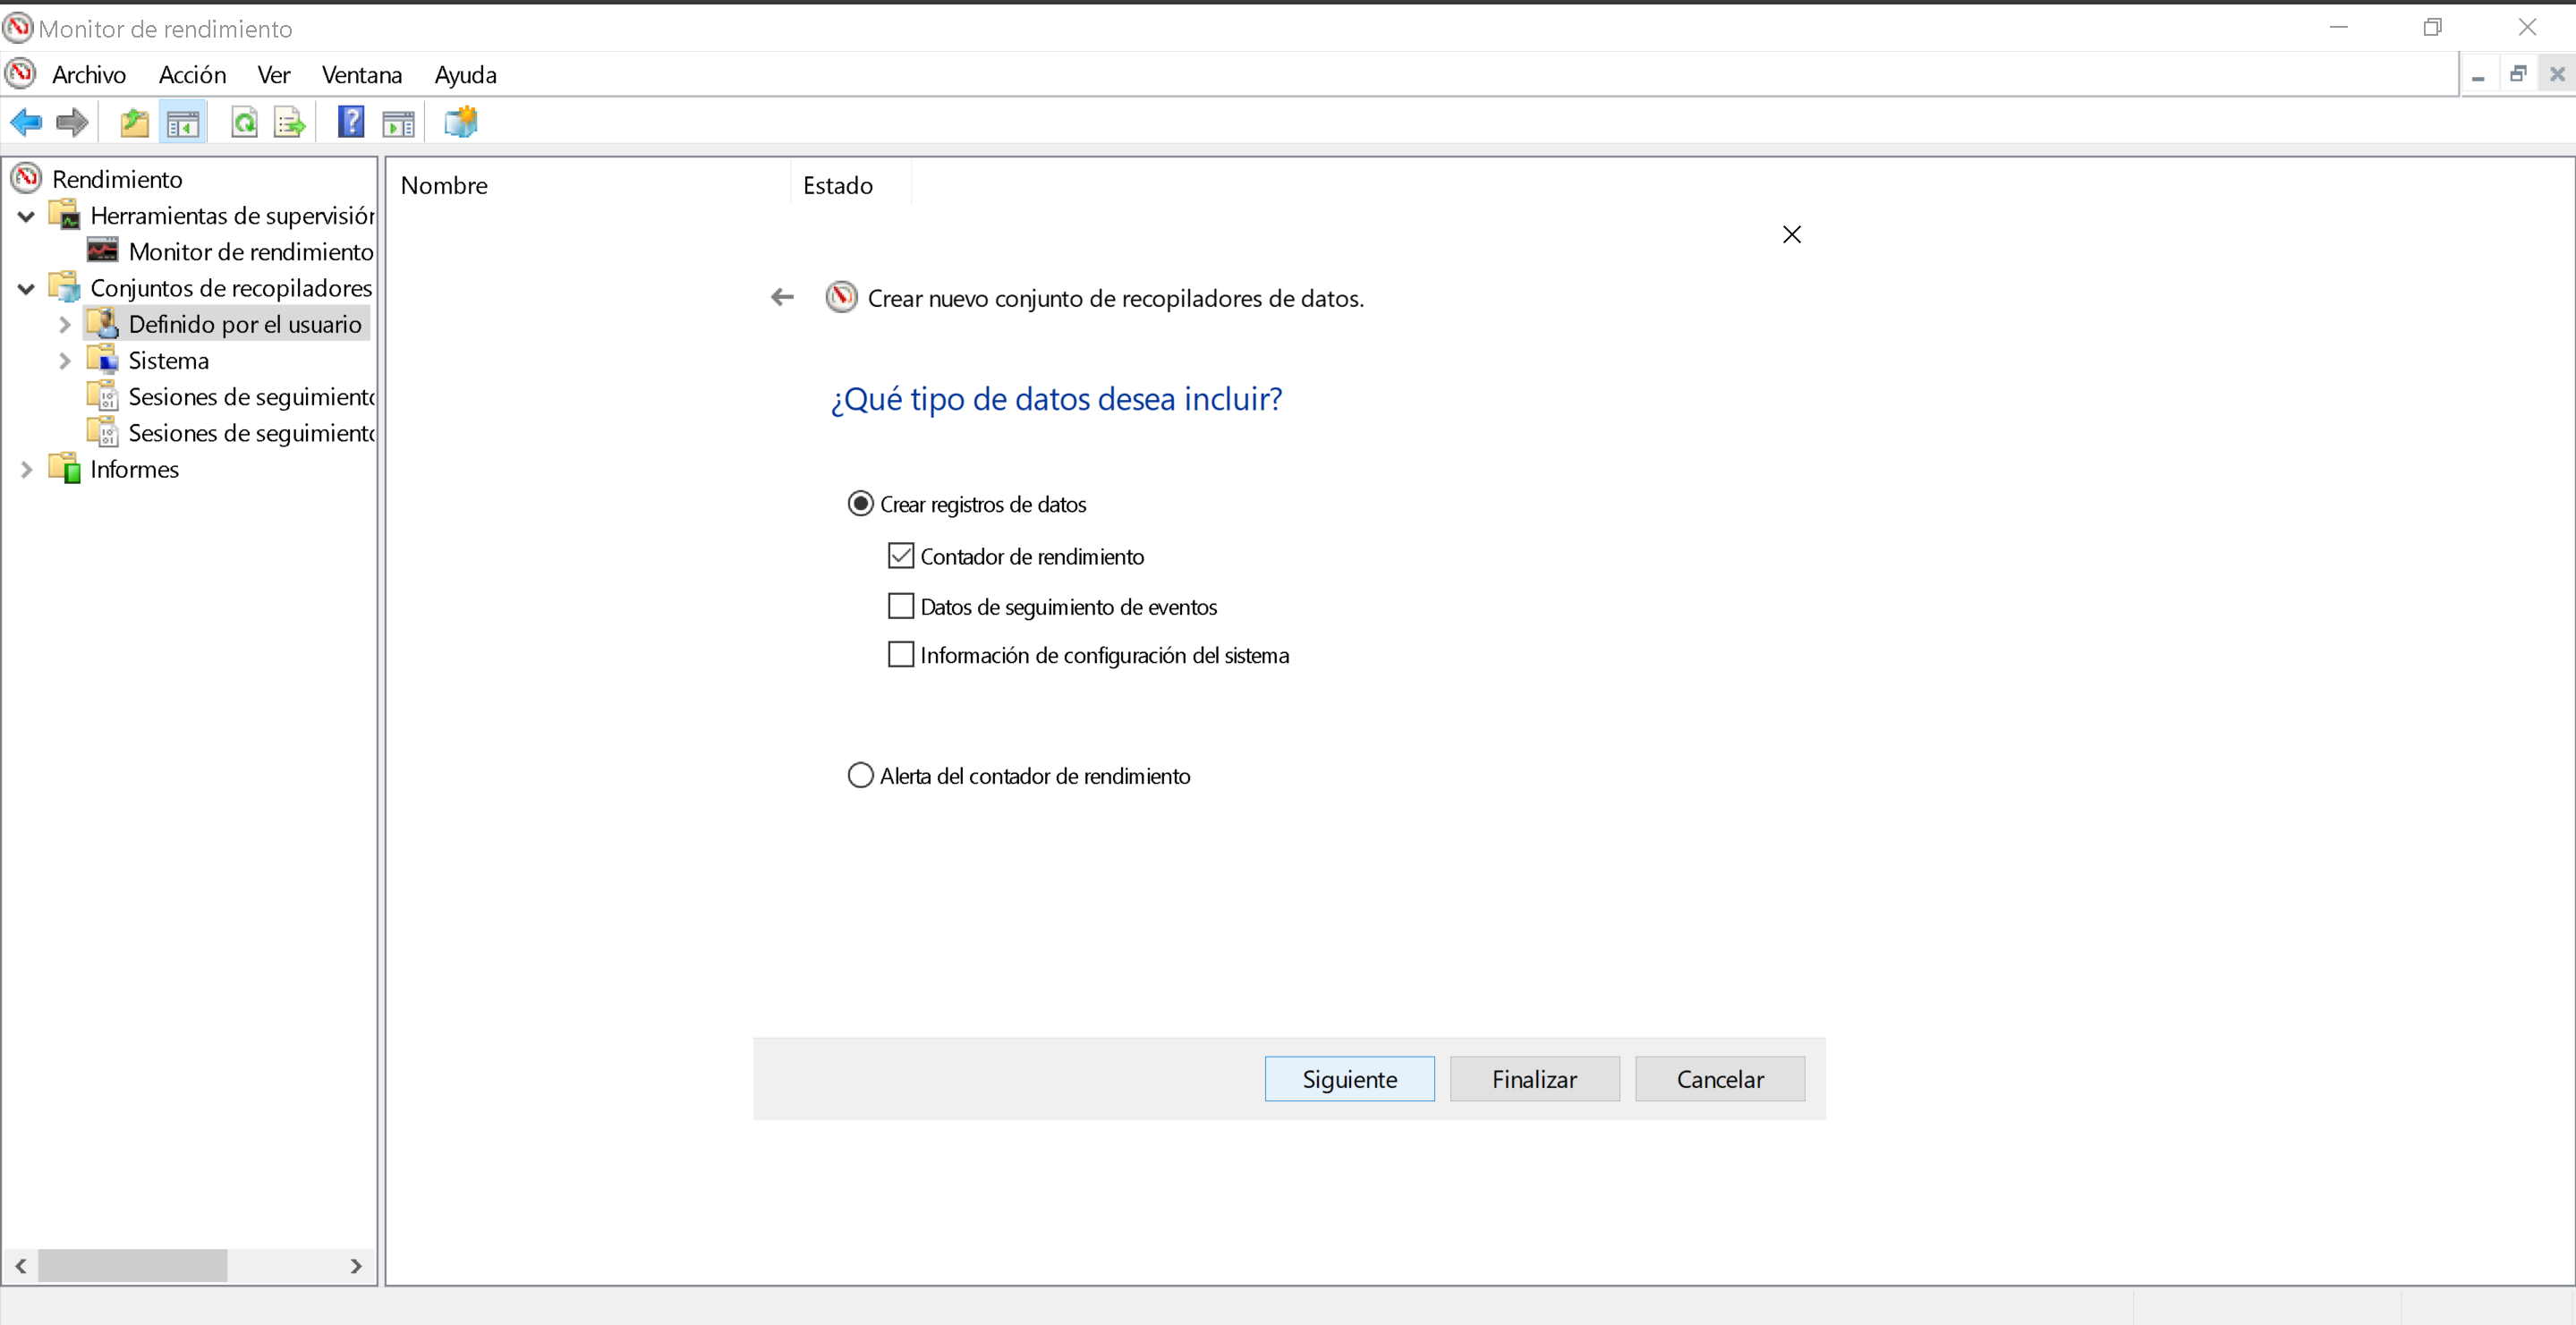 Monitor de rendimiento
Archivo Acción Ver Ventana Ayuda
Rendimiento
Herramientas de supervisión
Monitor de rendimiento
Conjuntos de recopiladores
Definido por el usuario
Sistema
Sesiones de seguimiento
Sesiones de seguimiento
Informes
Nombre Estado
Crear nuevo conjunto de recopiladores de datos.
¿Qué tipo de datos desea incluir?
Crear registros de datos
Contador de rendimiento
Datos de seguimiento de eventos
Información de configuración del sistema
Alerta del contador de rendimiento
Siguiente Finalizar Cancelar